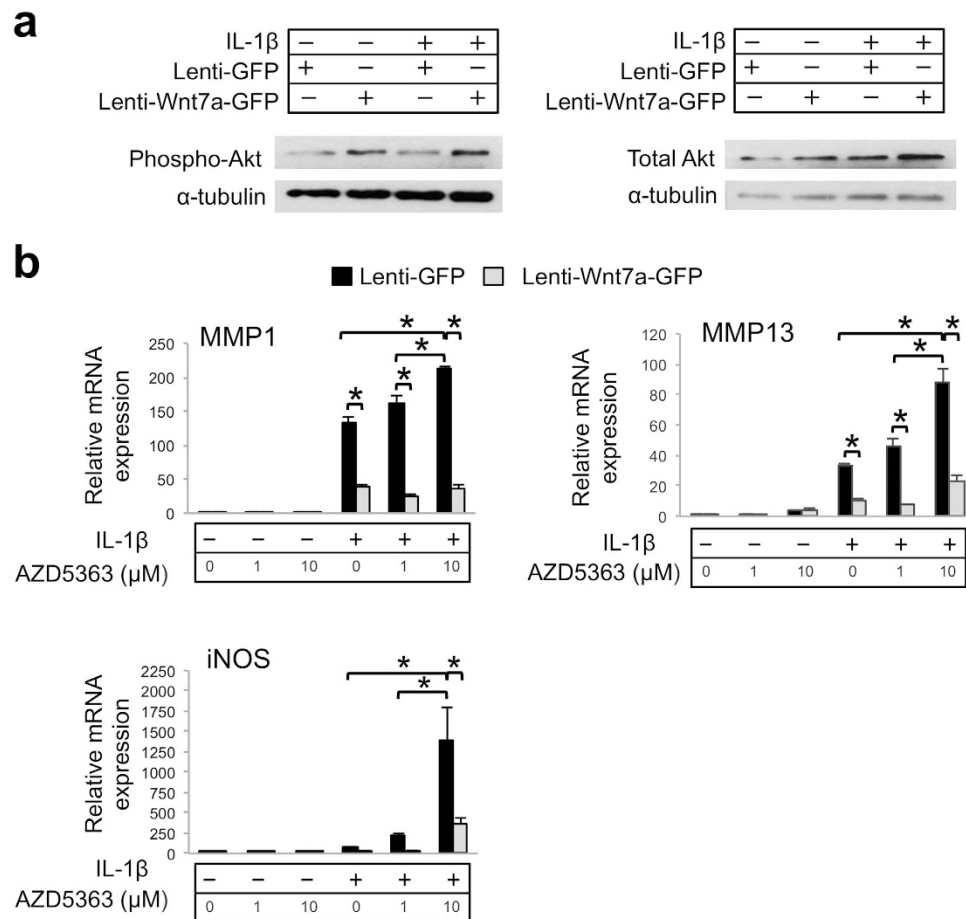 a
IL-1β – – + +
Lenti-GFP + – + –
Lenti-Wnt7a-GFP – + – +
Phospho-Akt
α-tubulin
IL-1β – – + +
Lenti-GFP + – + –
Lenti-Wnt7a-GFP – + – +
Total Akt
α-tubulin
b
Lenti-GFP Lenti-Wnt7a-GFP
MMP1
Relative mRNA
expression
250
200
150
100
50
0
* * * * *
IL-1β – – – + + +
AZD5363 (µM) 0 1 10 0 1 10
MMP13
Relative mRNA
expression
120
100
80
60
40
20
0
* * * * *
IL-1β – – – + + +
AZD5363 (µM) 0 1 10 0 1 10
iNOS
Relative mRNA
expression
2250
2000
1750
1500
1250
1000
750
500
250
0
* * *
IL-1β – – – + + +
AZD5363 (µM) 0 1 10 0 1 10